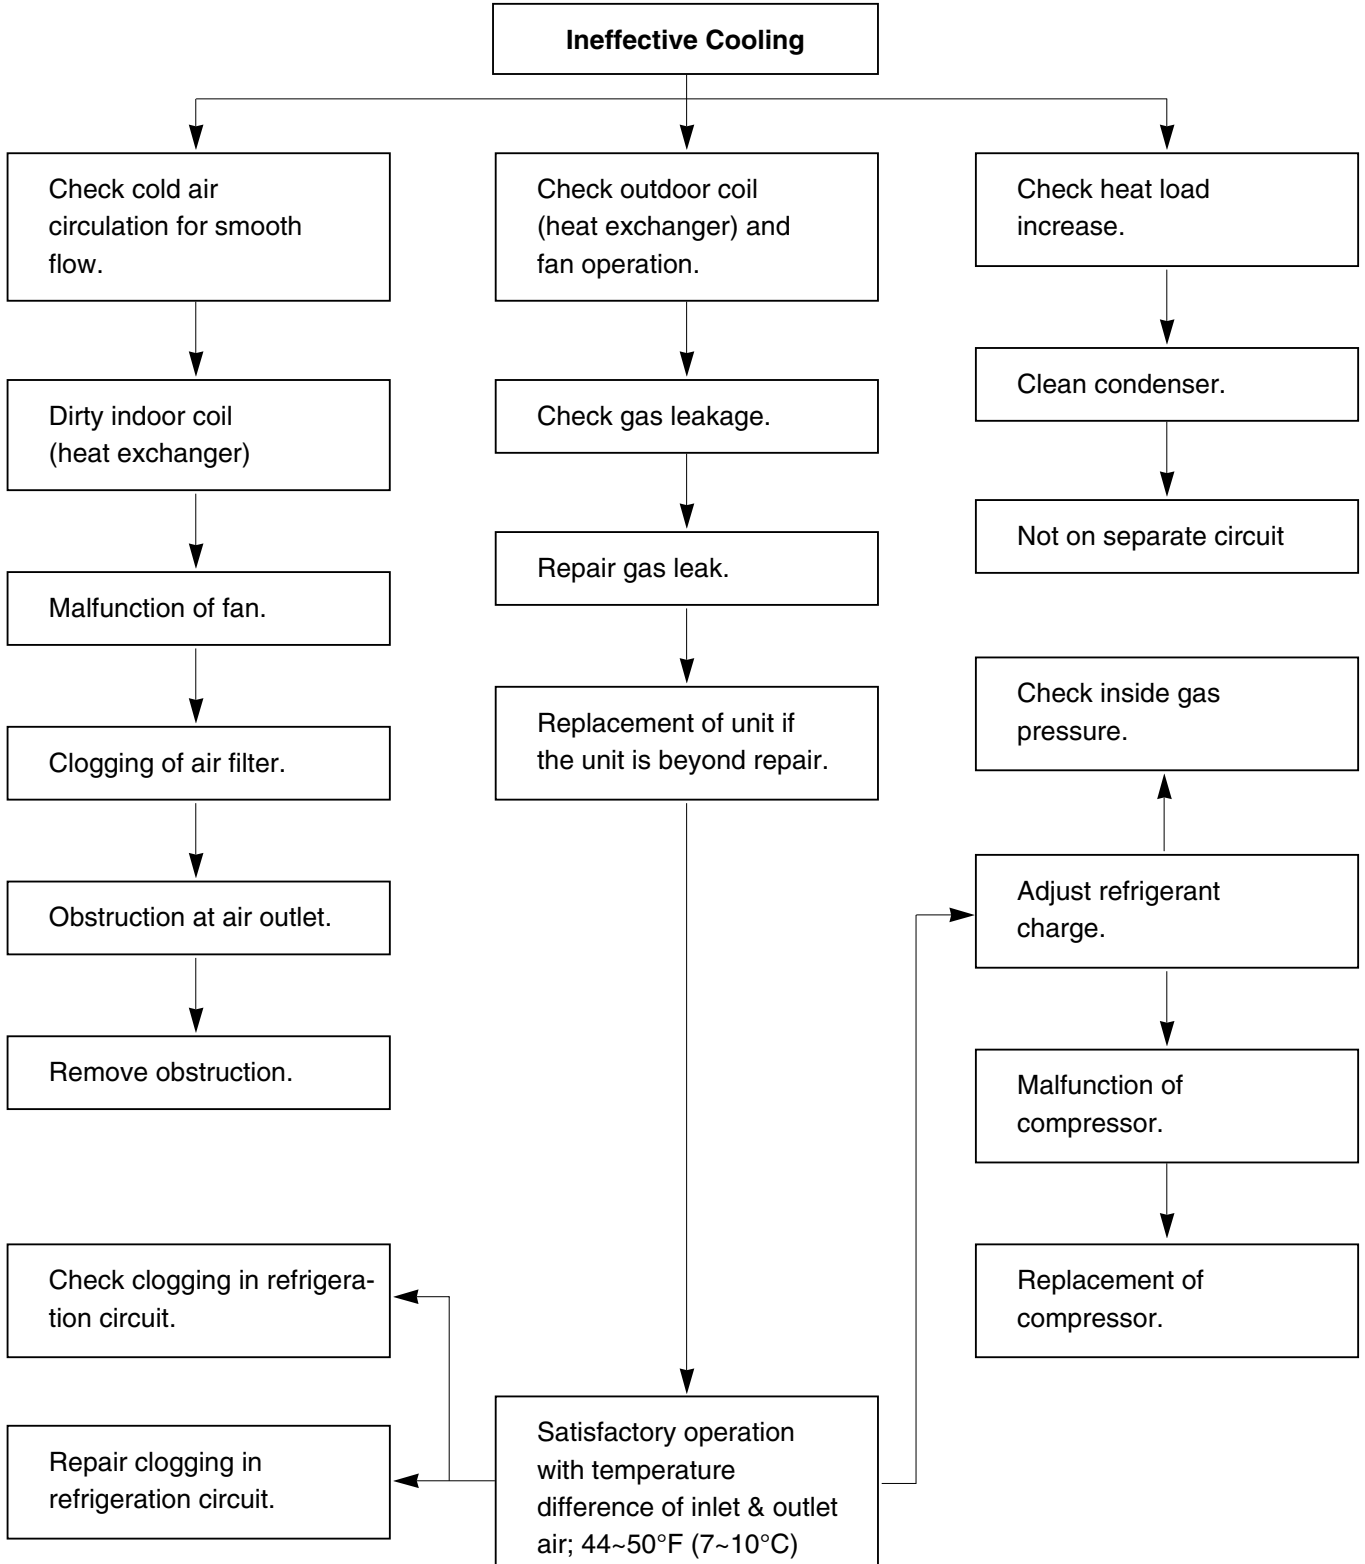 Ineffective Cooling
Check cold air
circulation for smooth
flow.
Dirty indoor coil
(heat exchanger)
Malfunction of fan.
Clogging of air filter.
Obstruction at air outlet.
Remove obstruction.
Check outdoor coil
(heat exchanger) and
fan operation.
Check gas leakage.
Repair gas leak.
Replacement of unit if
the unit is beyond repair.
Check heat load
increase.
Clean condenser.
Not on separate circuit
Check inside gas
pressure.
Adjust refrigerant
charge.
Malfunction of
compressor.
Replacement of
compressor.
Check clogging in refrigera-
tion circuit.
Repair clogging in
refrigeration circuit.
Satisfactory operation
with temperature
difference of inlet & outlet
air; 44~50°F (7~10°C)